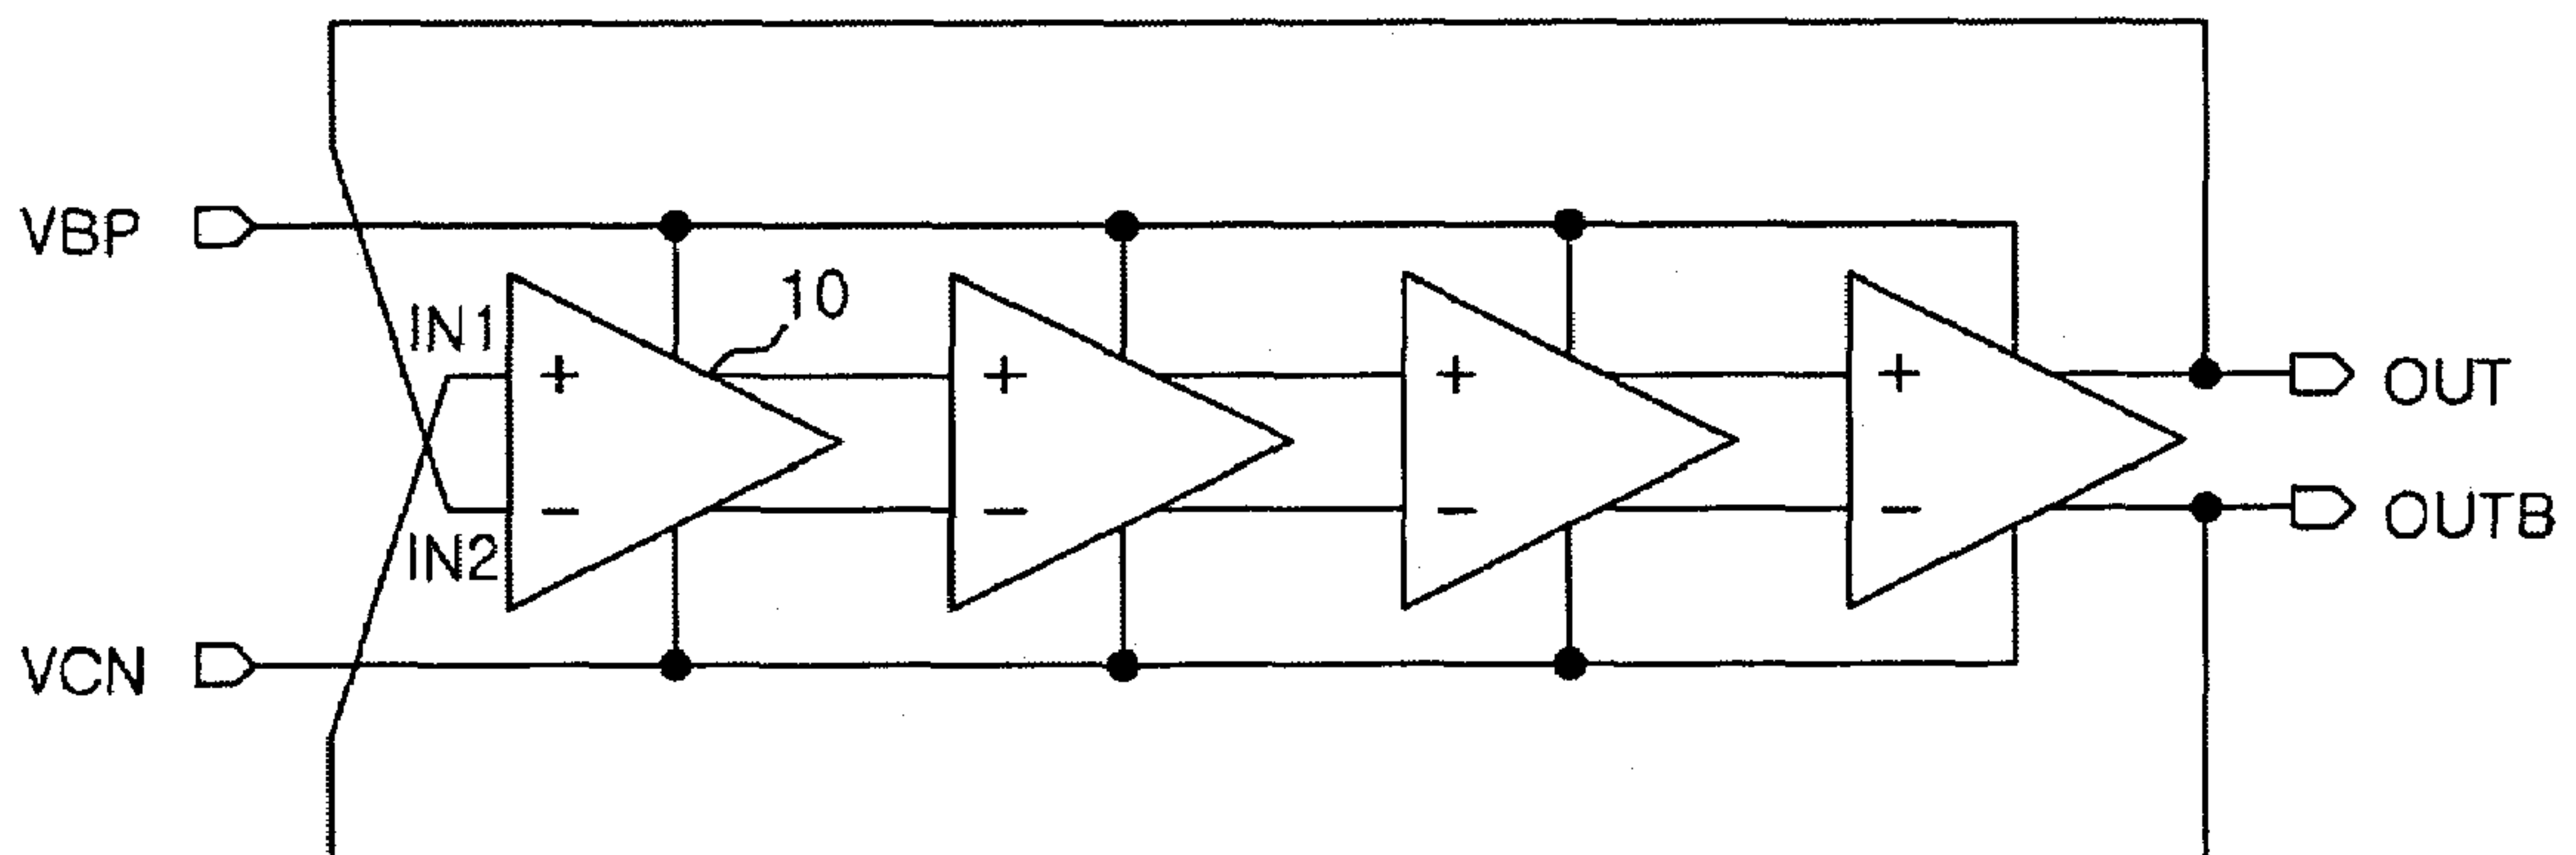 VBP
IN1
10
+ + + +
OUT
- - - -
OUTB
IN2
VCN